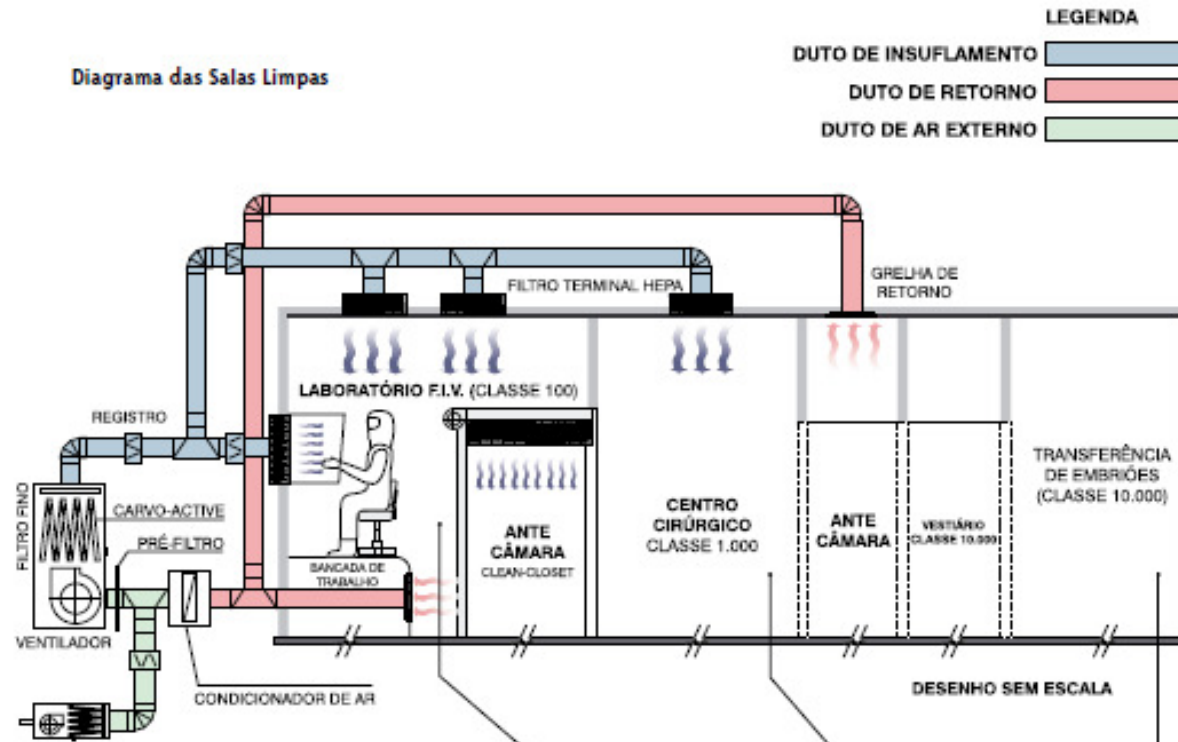 LEGENDA
DUTO DE INSUFLAMENTO
Diagrama das Salas Limpas
DUTO DE RETORNO
DUTO DE AR EXTERNO
FILTRO TERMINAL HEPA
GRELHA DE
RETORNO
LABORATÓRIO F.I.V. (CLASSE 100)
REGISTRO
FILTRO FINO
CARVO-ACTIVE
PRÉ-FILTRO
VENTILADOR
BANCADA DE
TRABALHO
ANTE
CÂMARA
CLEAN-CLOSET
CENTRO
CIRÚRGICO
CLASSE 1.000
ANTE
CÂMARA
VESTIÁRIO
CLASSE 10.000
TRANSFERÊNCIA
DE EMBRIÕES
(CLASSE 10.000)
CONDICIONADOR DE AR
DESENHO SEM ESCALA